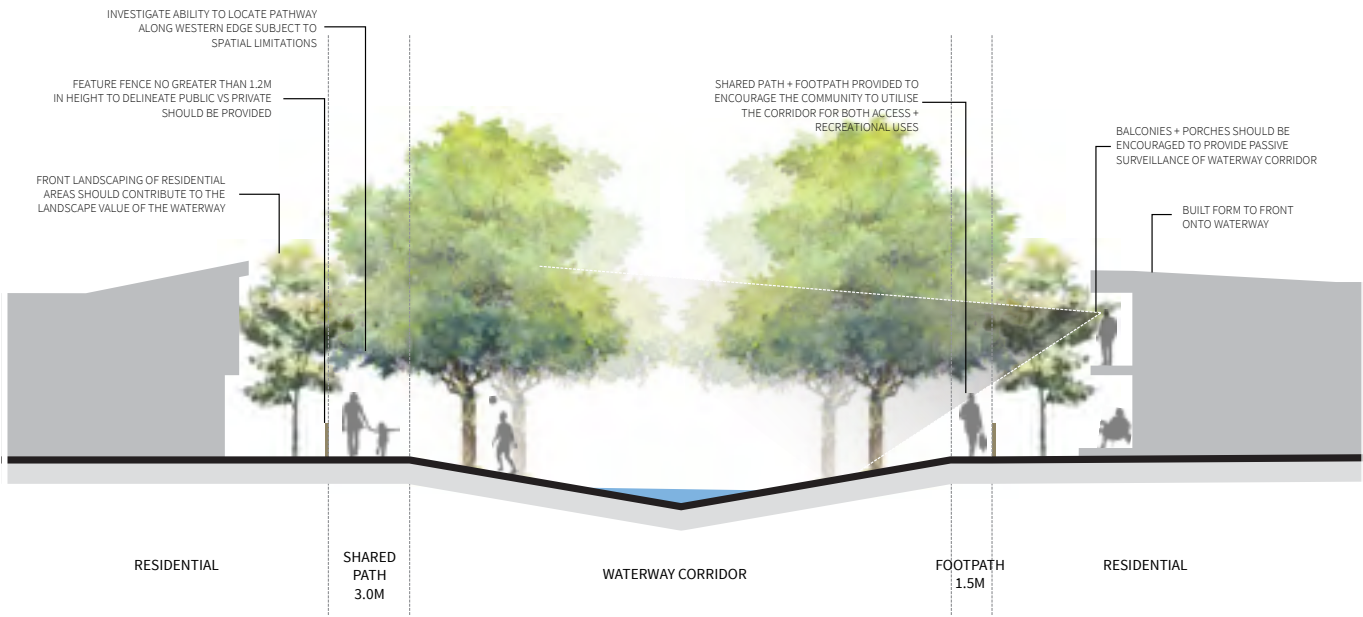 INVESTIGATE ABILITY TO LOCATE PATHWAY
ALONG WESTERN EDGE SUBJECT TO
SPATIAL LIMITATIONS
FEATURE FENCE NO GREATER THAN 1.2M
IN HEIGHT TO DELINEATE PUBLIC VS PRIVATE
SHOULD BE PROVIDED
FRONT LANDSCAPING OF RESIDENTIAL
AREAS SHOULD CONTRIBUTE TO THE
LANDSCAPE VALUE OF THE WATERWAY
SHARED PATH + FOOTPATH PROVIDED TO
ENCOURAGE THE COMMUNITY TO UTILISE
THE CORRIDOR FOR BOTH ACCESS +
RECREATIONAL USES
BALCONIES + PORCHES SHOULD BE
ENCOURAGED TO PROVIDE PASSIVE
SURVEILLANCE OF WATERWAY CORRIDOR
BUILT FORM TO FRONT
ONTO WATERWAY
RESIDENTIAL
SHARED
PATH
3.0M
WATERWAY CORRIDOR
FOOTPATH
1.5M
RESIDENTIAL